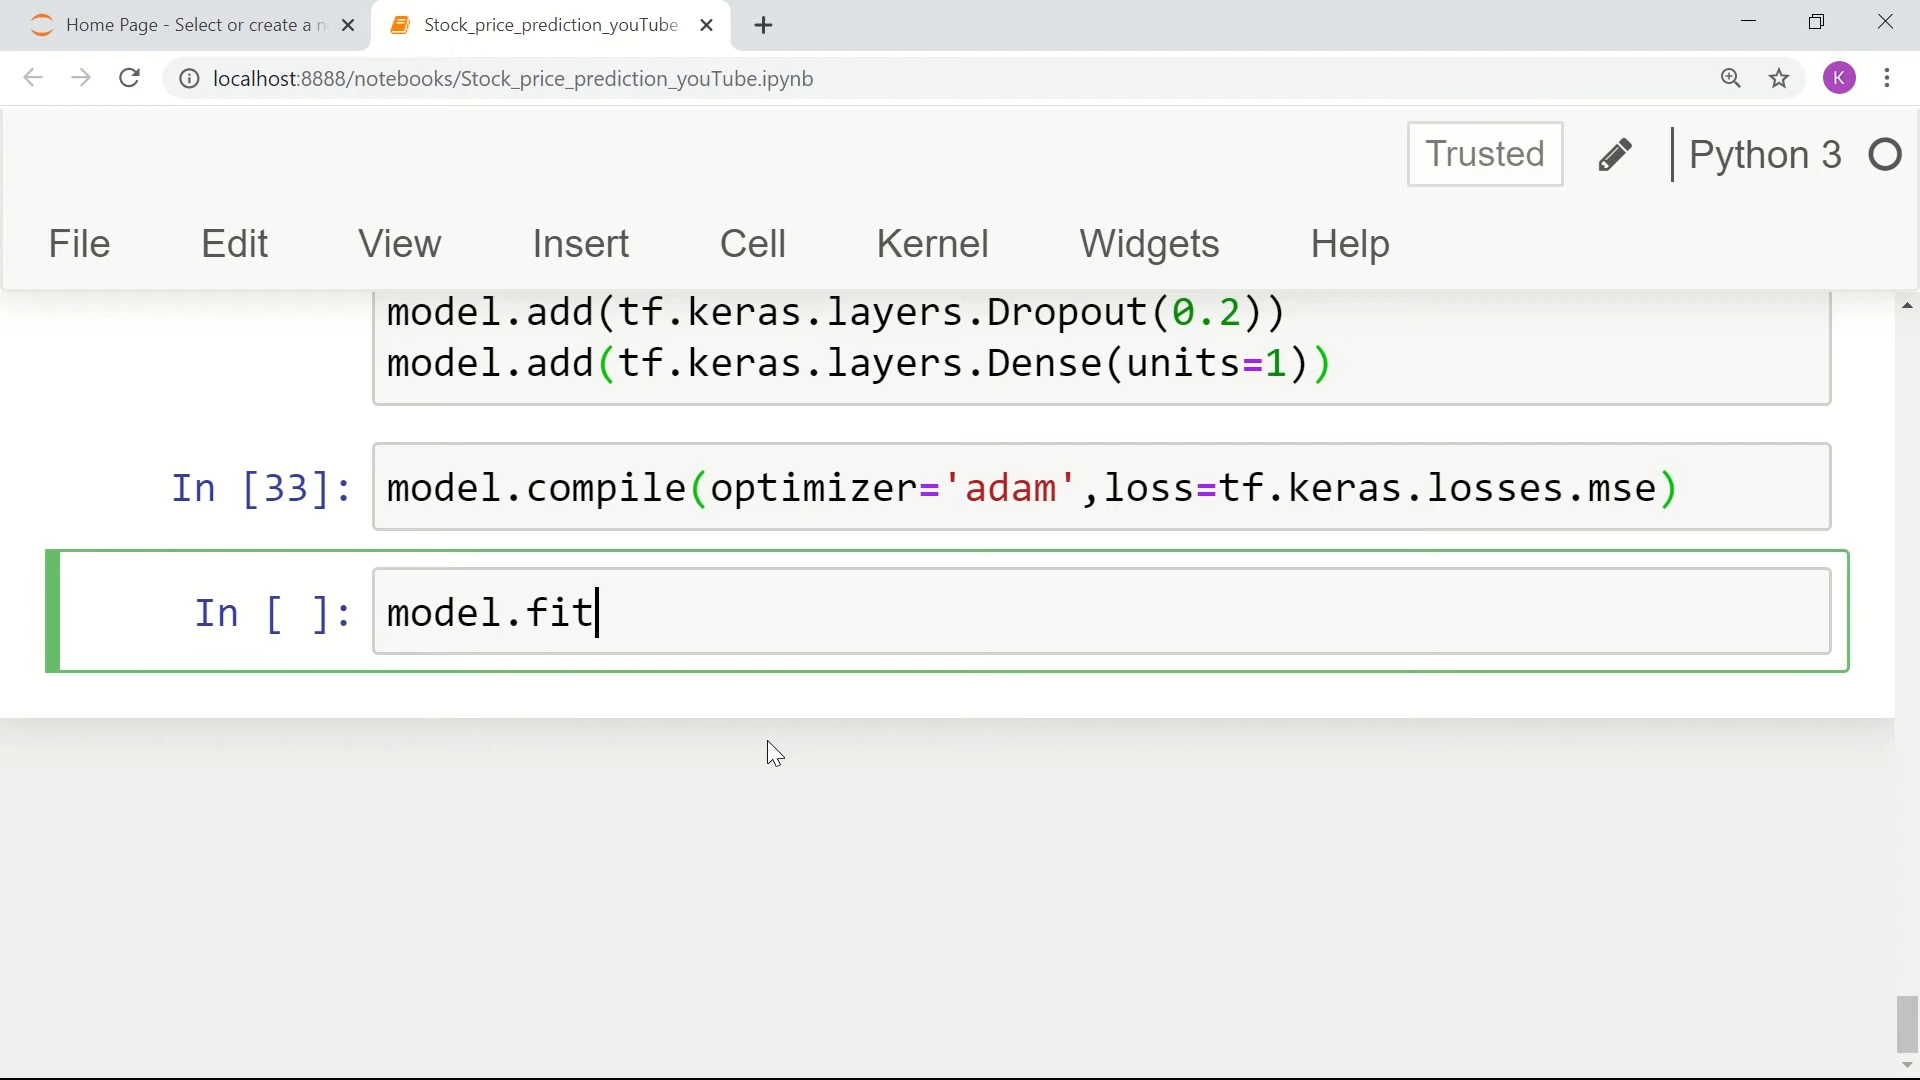 Home Page - Select or create a n
Stock_price_prediction_youTube
localhost:8888/notebooks/Stock_price_prediction_youTube.ipynb
K
Trusted
Python 3
File Edit View Insert Cell Kernel Widgets Help
model.add(tf.keras.layers.Dropout(0.2))
model.add(tf.keras.layers.Dense(units=1))
In [33]: model.compile(optimizer='adam',loss=tf.keras.losses.mse)
In [ ]: model.fit